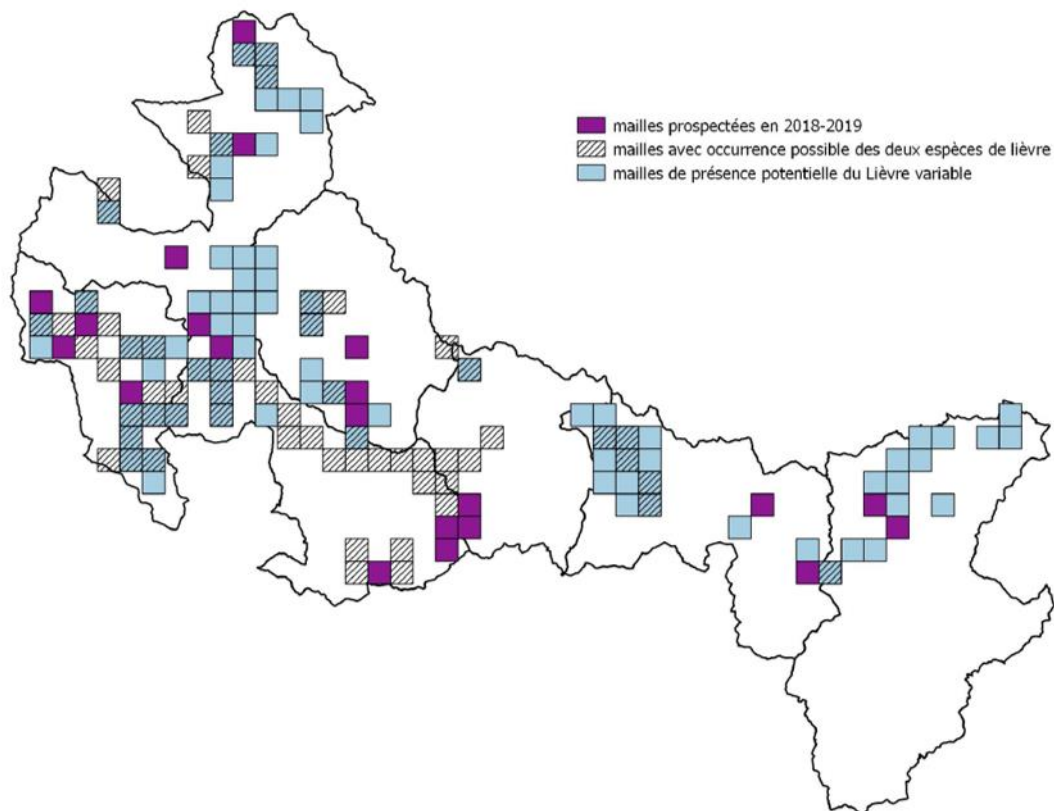 mailles prospectées en 2018-2019
mailles avec occurrence possible des deux espèces de lièvre
mailles de présence potentielle du Lièvre variable